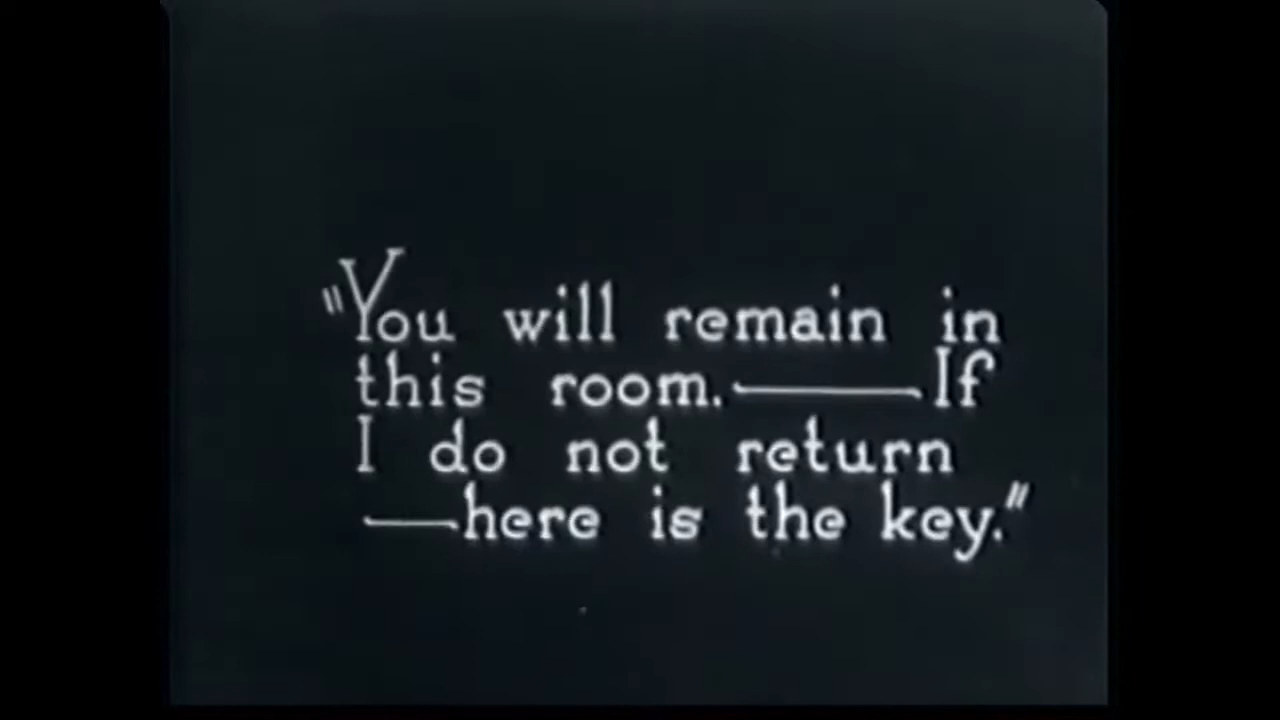 "You will remain in
this room.——If
I do not return
—here is the key."